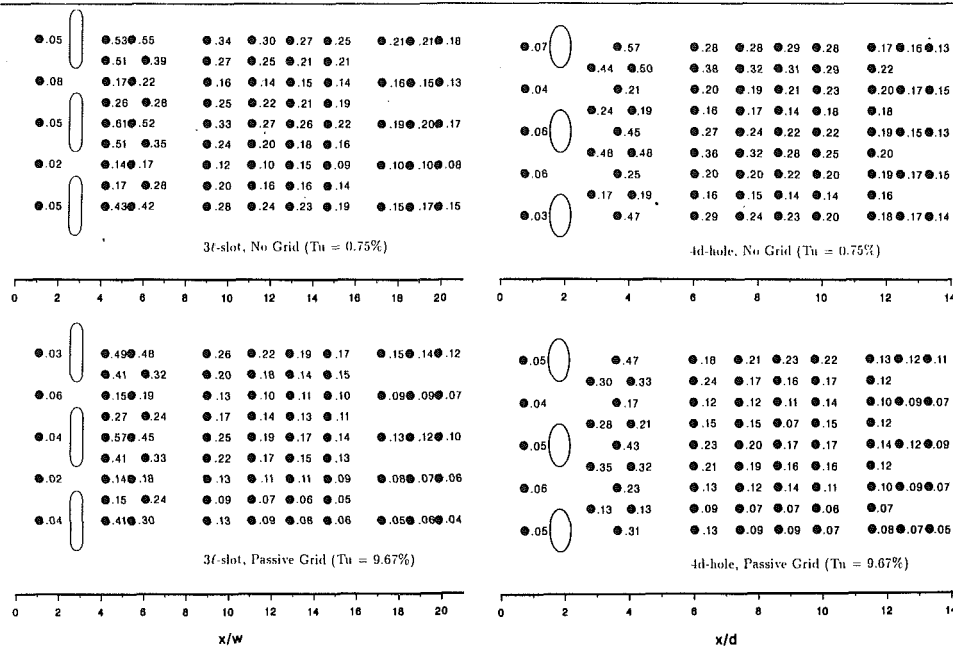 .05 .53 .55 .34 .30 .27 .25 .21 .21 .18
.51 .39 .27 .25 .21 .21
.08 .17 .22 .16 .14 .15 .14 .16 .15 .13
.26 .28 .25 .22 .21 .19
.05 .61 .52 .33 .27 .26 .22 .19 .20 .17
.51 .35 .24 .20 .18 .16
.02 .14 .17 .12 .10 .15 .09 .10 .10 .08
.17 .28 .20 .16 .16 .14
.05 .43 .42 .28 .24 .23 .19 .15 .17 .15
3ℓ-slot, No Grid (Tu = 0.75%)
0 2 4 6 8 10 12 14 16 18 20
.07 .57 .28 .28 .29 .28 .17 .16 .13
.44 .50 .38 .32 .31 .29 .22
.04 .21 .20 .19 .21 .23 .20 .17 .15
.24 .19 .16 .17 .14 .18 .18
.06 .45 .27 .24 .22 .22 .19 .15 .13
.48 .48 .36 .32 .28 .25 .20
.06 .25 .20 .20 .22 .20 .19 .17 .15
.17 .19 .16 .15 .14 .14 .16
.03 .47 .29 .24 .23 .20 .18 .17 .14
4d-hole, No Grid (Tu = 0.75%)
0 2 4 6 8 10 12 14
.03 .49 .48 .26 .22 .19 .17 .15 .14 .12
.41 .32 .20 .18 .14 .15
.06 .15 .19 .13 .10 .11 .10 .09 .09 .07
.27 .24 .17 .14 .13 .11
.04 .57 .45 .25 .19 .17 .14 .13 .12 .10
.41 .33 .22 .17 .15 .13
.02 .14 .18 .13 .11 .11 .09 .08 .07 .06
.15 .24 .09 .07 .06 .05
.04 .41 .30 .13 .09 .08 .06 .05 .06 .04
3ℓ-slot, Passive Grid (Tu = 9.67%)
0 2 4 6 8 10 12 14 16 18 20
x/w
.05 .47 .18 .21 .23 .22 .13 .12 .11
.30 .33 .24 .17 .16 .17 .12
.04 .17 .12 .12 .11 .14 .10 .09 .07
.28 .21 .15 .15 .07 .15 .12
.05 .43 .23 .20 .17 .17 .14 .12 .09
.35 .32 .21 .19 .16 .16 .12
.06 .23 .13 .12 .14 .11 .10 .09 .07
.13 .13 .09 .07 .07 .06 .07
.05 .31 .13 .09 .09 .07 .08 .07 .05
4d-hole, Passive Grid (Tu = 9.67%)
0 2 4 6 8 10 12 14
x/d